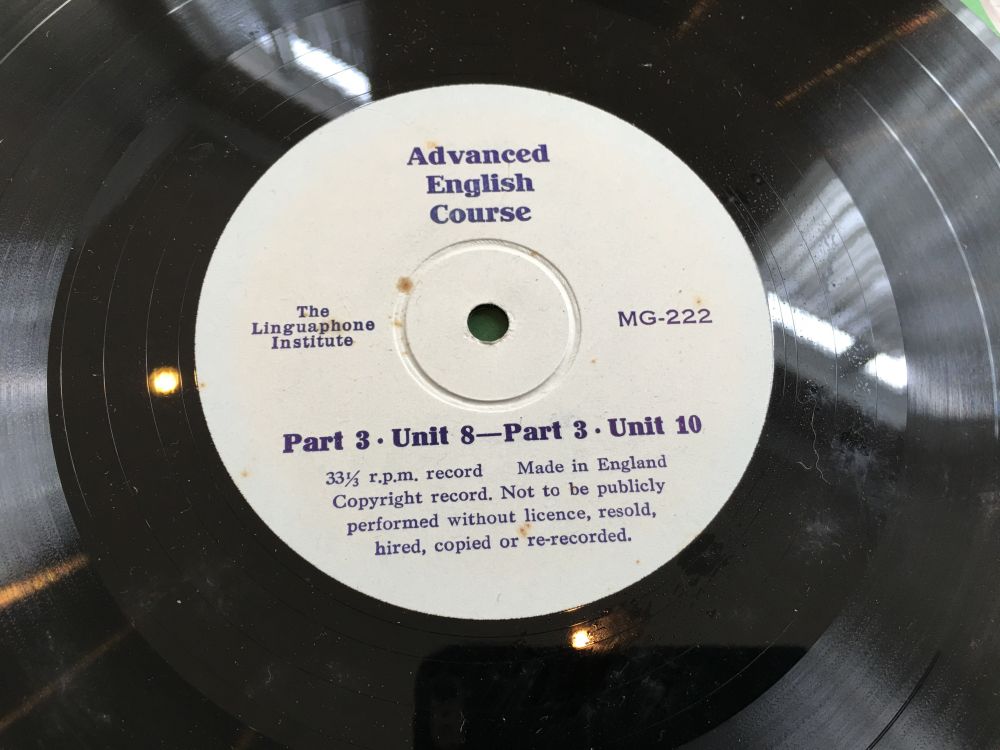 Advanced
English
Course
The
Linguaphone
Institute
MG-222
Part 3 · Unit 8—Part 3 · Unit 10
33⅓ r.p.m. record Made in England
Copyright record. Not to be publicly
performed without licence, resold,
hired, copied or re-recorded.